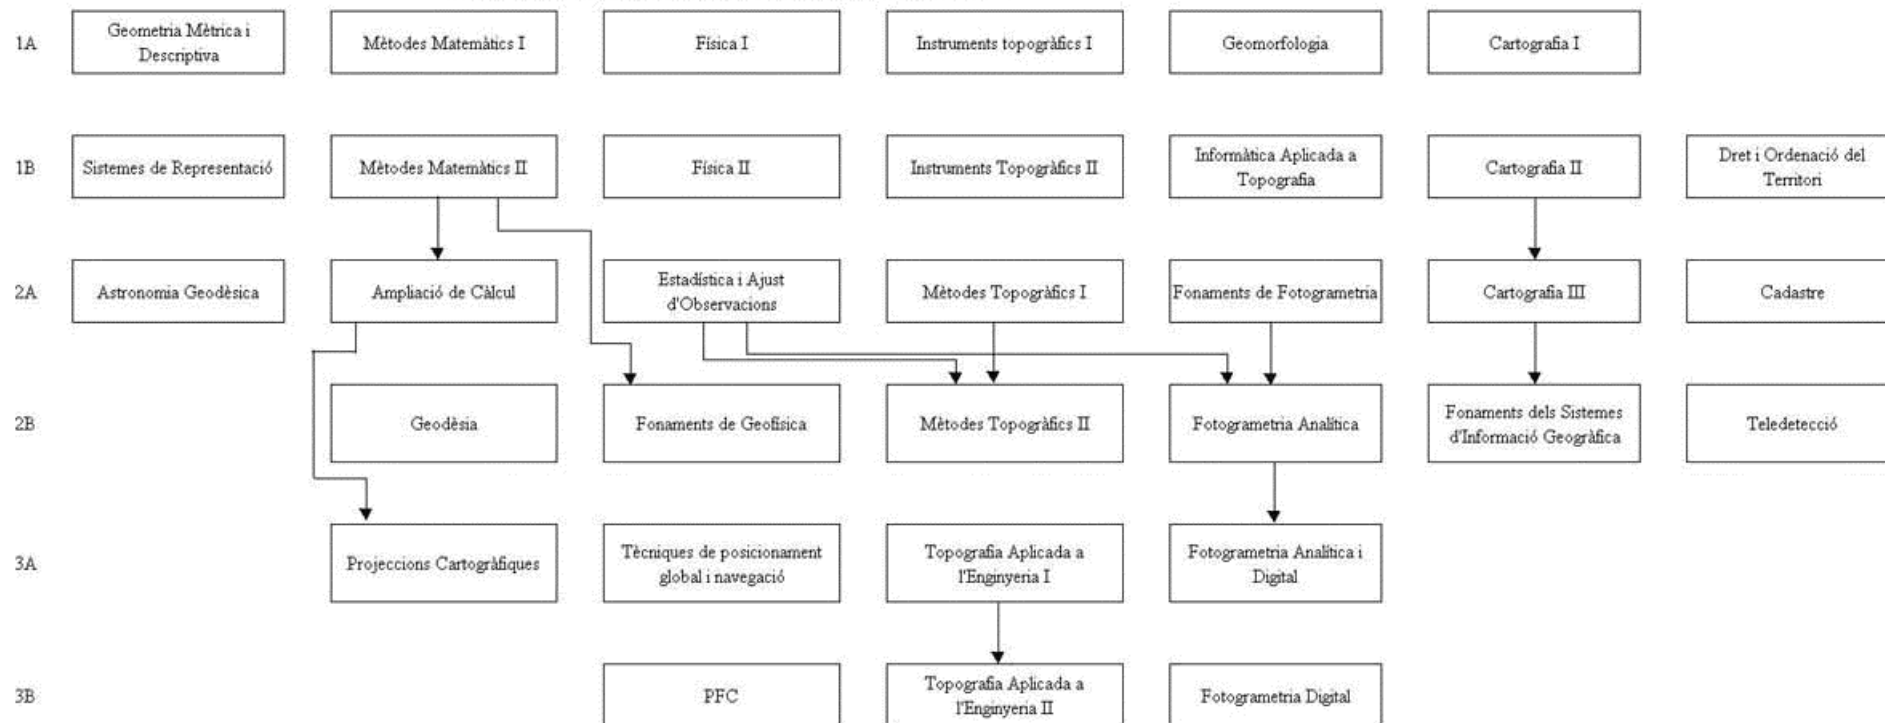 1A
Geometria Mètrica i
Descriptiva
Mètodes Matemàtics I
Física I
Instruments topogràfics I
Geomorfologia
Cartografia I
1B
Sistemes de Representació
Mètodes Matemàtics II
Física II
Instruments Topogràfics II
Informàtica Aplicada a
Topografia
Cartografia II
Dret i Ordenació del
Territori
2A
Astronomia Geodèsica
Ampliació de Càlcul
Estadística i Ajust
d'Observacions
Mètodes Topogràfics I
Fonaments de Fotogrametria
Cartografia III
Cadastre
2B
Geodèsia
Fonaments de Geofísica
Mètodes Topogràfics II
Fotogrametria Analítica
Fonaments dels Sistemes
d'Informació Geogràfica
Teledetecció
3A
Projeccions Cartogràfiques
Tècniques de posicionament
global i navegació
Topografia Aplicada a
l'Enginyeria I
Fotogrametria Analítica i
Digital
3B
PFC
Topografia Aplicada a
l'Enginyeria II
Fotogrametria Digital